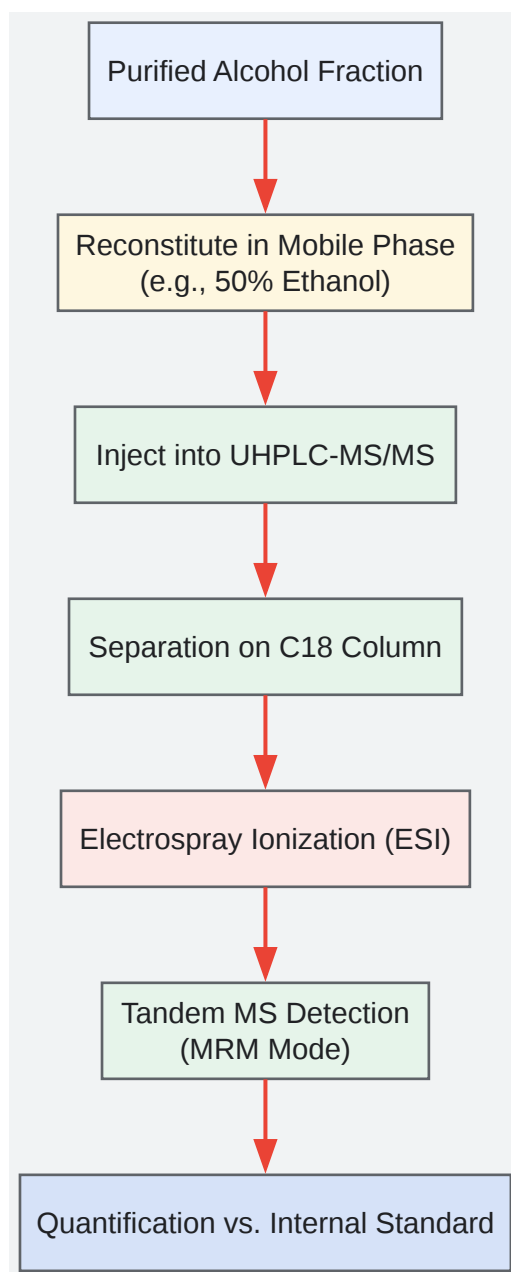 Purified Alcohol Fraction
Reconstitute in Mobile Phase
(e.g., 50% Ethanol)
Inject into UHPLC-MS/MS
Separation on C18 Column
Electrospray Ionization (ESI)
Tandem MS Detection
(MRM Mode)
Quantification vs. Internal Standard